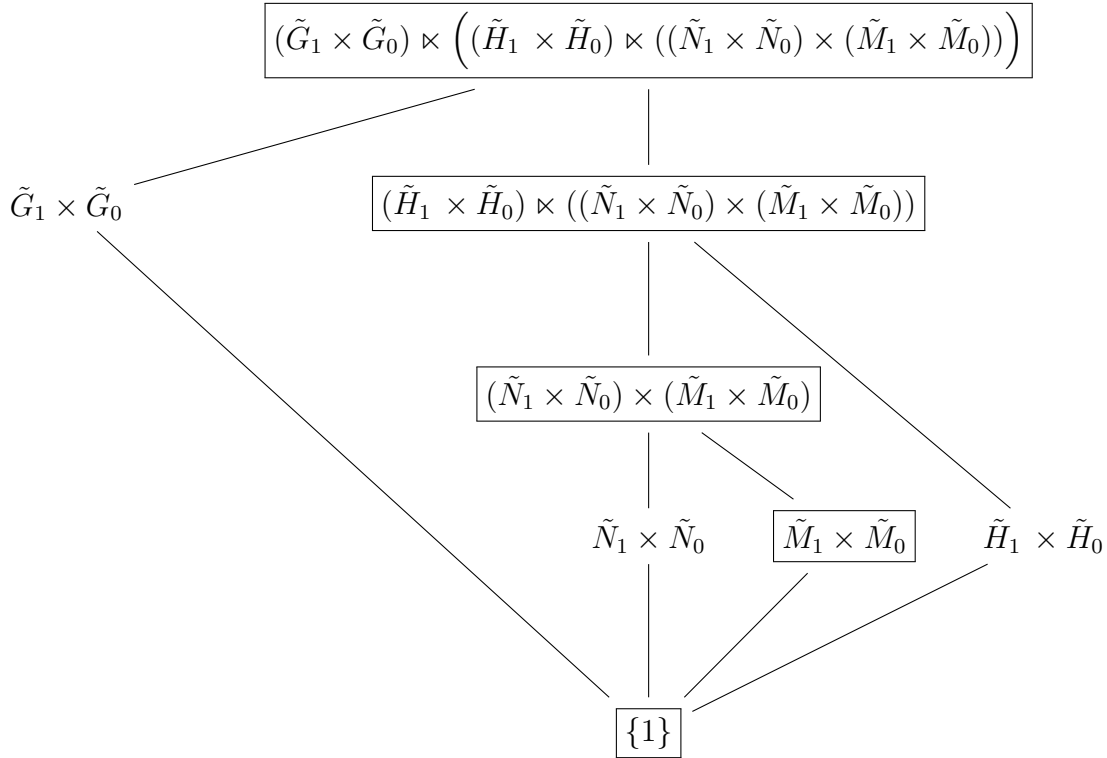 (G̃₁ × G̃₀) ⋉ ((H̃₁ × H̃₀) ⋉ ((Ñ₁ × Ñ₀) × (M̃₁ × M̃₀)))
G̃₁ × G̃₀
(H̃₁ × H̃₀) ⋉ ((Ñ₁ × Ñ₀) × (M̃₁ × M̃₀))
(Ñ₁ × Ñ₀) × (M̃₁ × M̃₀)
Ñ₁ × Ñ₀
M̃₁ × M̃₀
H̃₁ × H̃₀
{1}